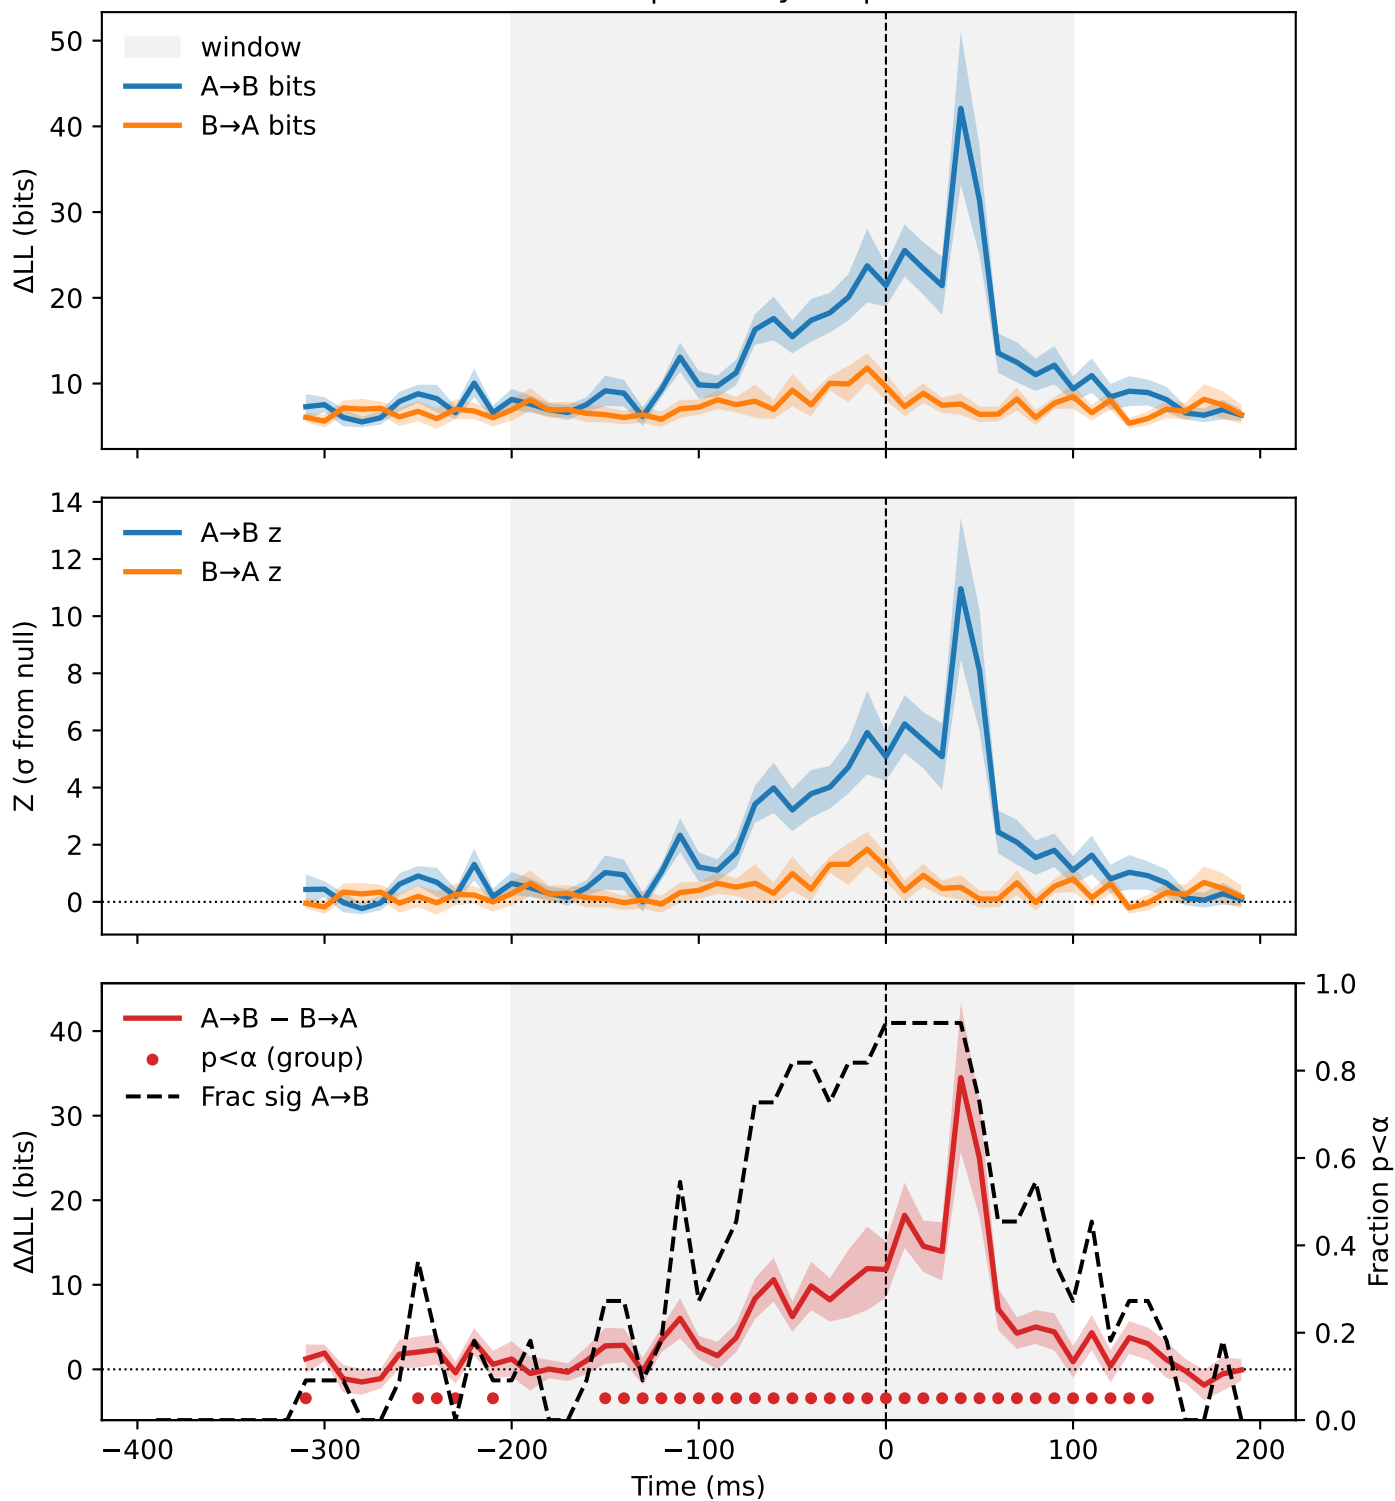 50
40
30
20
10
ΔLL (bits)
window
A→B bits
B→A bits
14
12
10
8
6
4
2
0
Z (σ from null)
A→B z
B→A z
40
30
20
10
0
ΔΔLL (bits)
A→B − B→A
p<α (group)
Frac sig A→B
1.0
0.8
0.6
0.4
0.2
0.0
Fraction p<α
−400 −300 −200 −100 0 100 200
Time (ms)